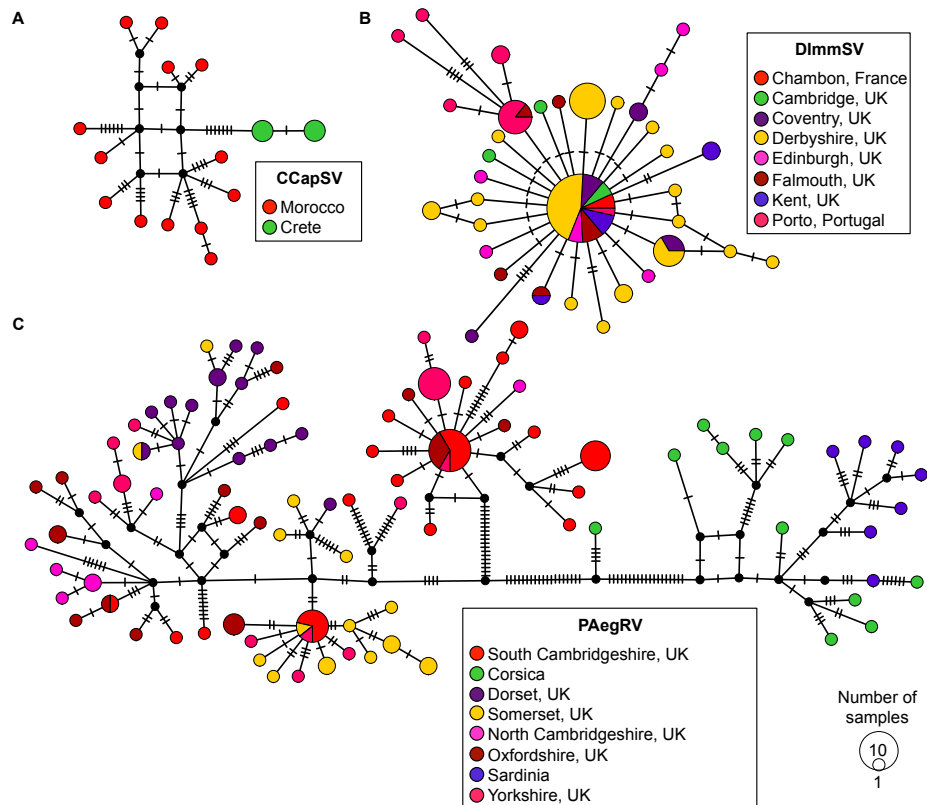 A
CCapSV
Morocco
Crete
B
DImmSV
Chambon, France
Cambridge, UK
Coventry, UK
Derbyshire, UK
Edinburgh, UK
Falmouth, UK
Kent, UK
Porto, Portugal
C
PAegRV
South Cambridgeshire, UK
Corsica
Dorset, UK
Somerset, UK
North Cambridgeshire, UK
Oxfordshire, UK
Sardinia
Yorkshire, UK
Number of
samples
10
1